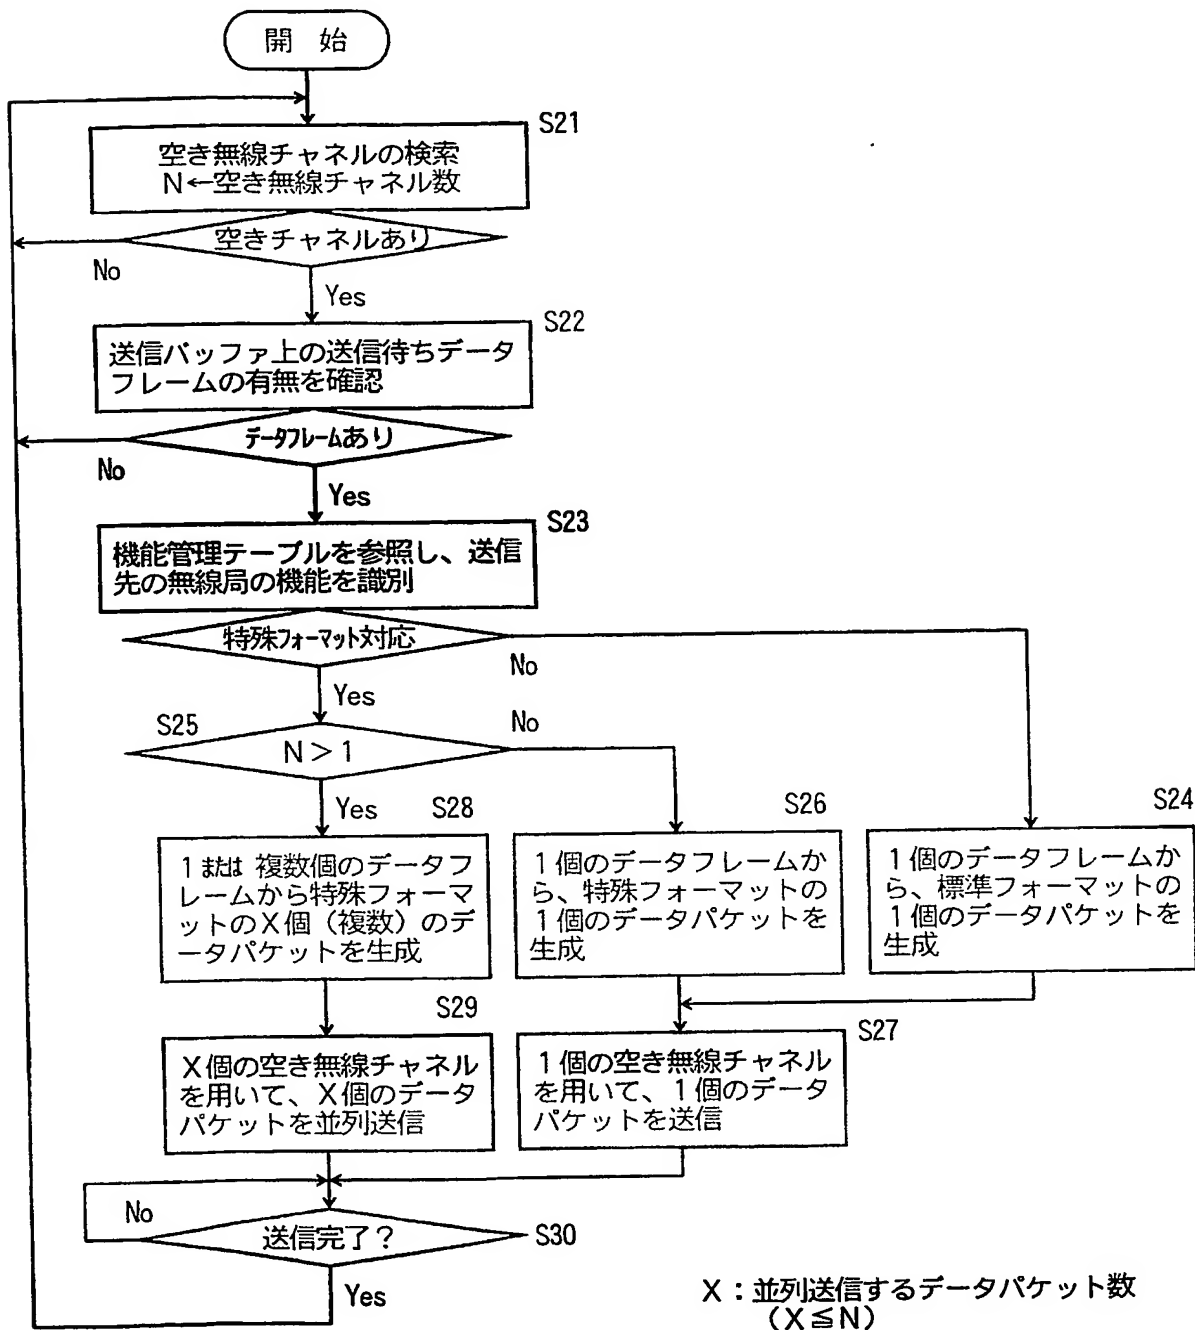 開 始
S21
空き無線チャネルの検索
N←空き無線チャネル数
空きチャネルあり
No
Yes
S22
送信バッファ上の送信待ちデータ
フレームの有無を確認
データフレームあり
No
Yes
S23
機能管理テーブルを参照し、送信
先の無線局の機能を識別
特殊フォーマット対応
No
Yes
S25
No
N>1
Yes
S28
S26
S24
1または 複数個のデータフ
レームから特殊フォーマ
ットのX個(複数)のデ
ータパケットを生成
1個のデータフレームか
ら、特殊フォーマットの
1個のデータパケットを
生成
1個のデータフレームか
ら、標準フォーマットの
1個のデータパケットを
生成
S29
S27
X個の空き無線チャネル
を用いて、X個のデータ
パケットを並列送信
1個の空き無線チャネル
を用いて、1個のデータ
パケットを送信
No
送信完了?
S30
Yes
X:並列送信するデータパケット数
(X≦N)